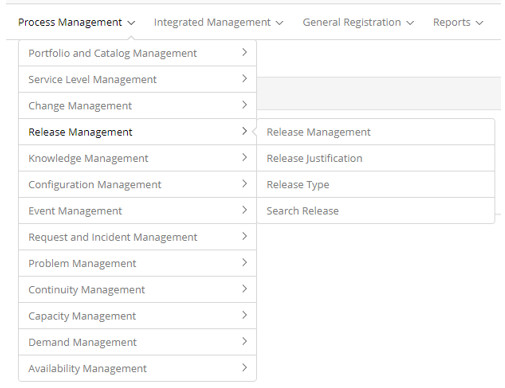 Process Management Integrated Management General Registration Reports
Portfolio and Catalog Management
Service Level Management
Change Management
Release Management
Knowledge Management
Configuration Management
Event Management
Request and Incident Management
Problem Management
Continuity Management
Capacity Management
Demand Management
Availability Management
Release Management
Release Justification
Release Type
Search Release